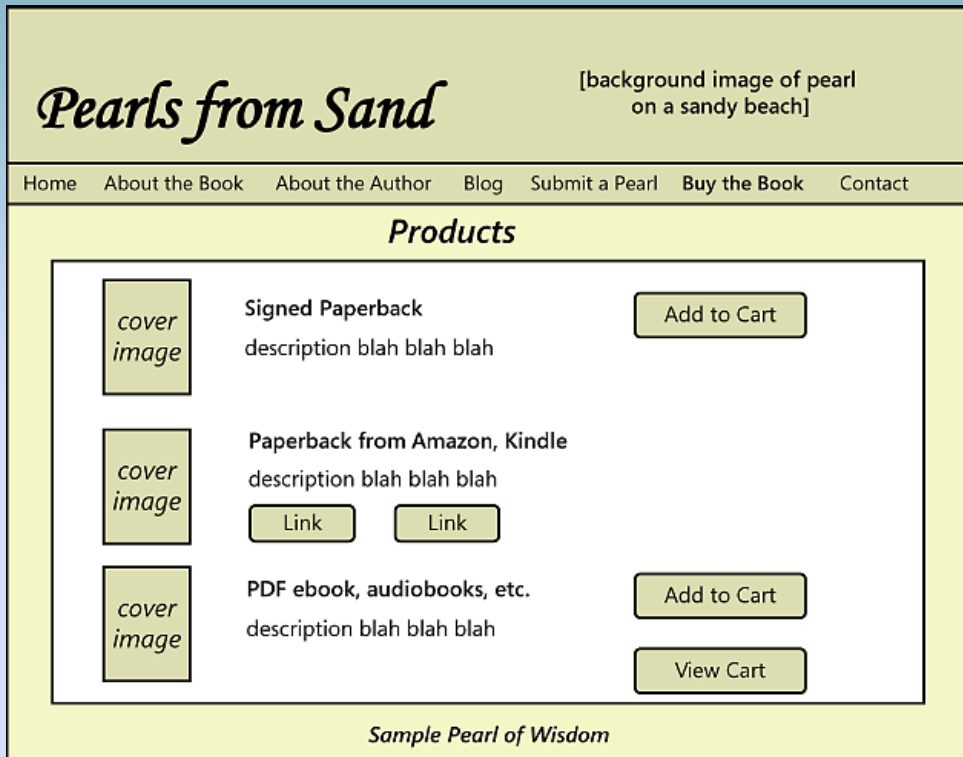 Pearls from Sand
[background image of pearl
on a sandy beach]
Home About the Book About the Author Blog Submit a Pearl Buy the Book Contact
Products
cover
image
Signed Paperback
description blah blah blah
Add to Cart
cover
image
Paperback from Amazon, Kindle
description blah blah blah
Link Link
cover
image
PDF ebook, audiobooks, etc.
description blah blah blah
Add to Cart
View Cart
Sample Pearl of Wisdom